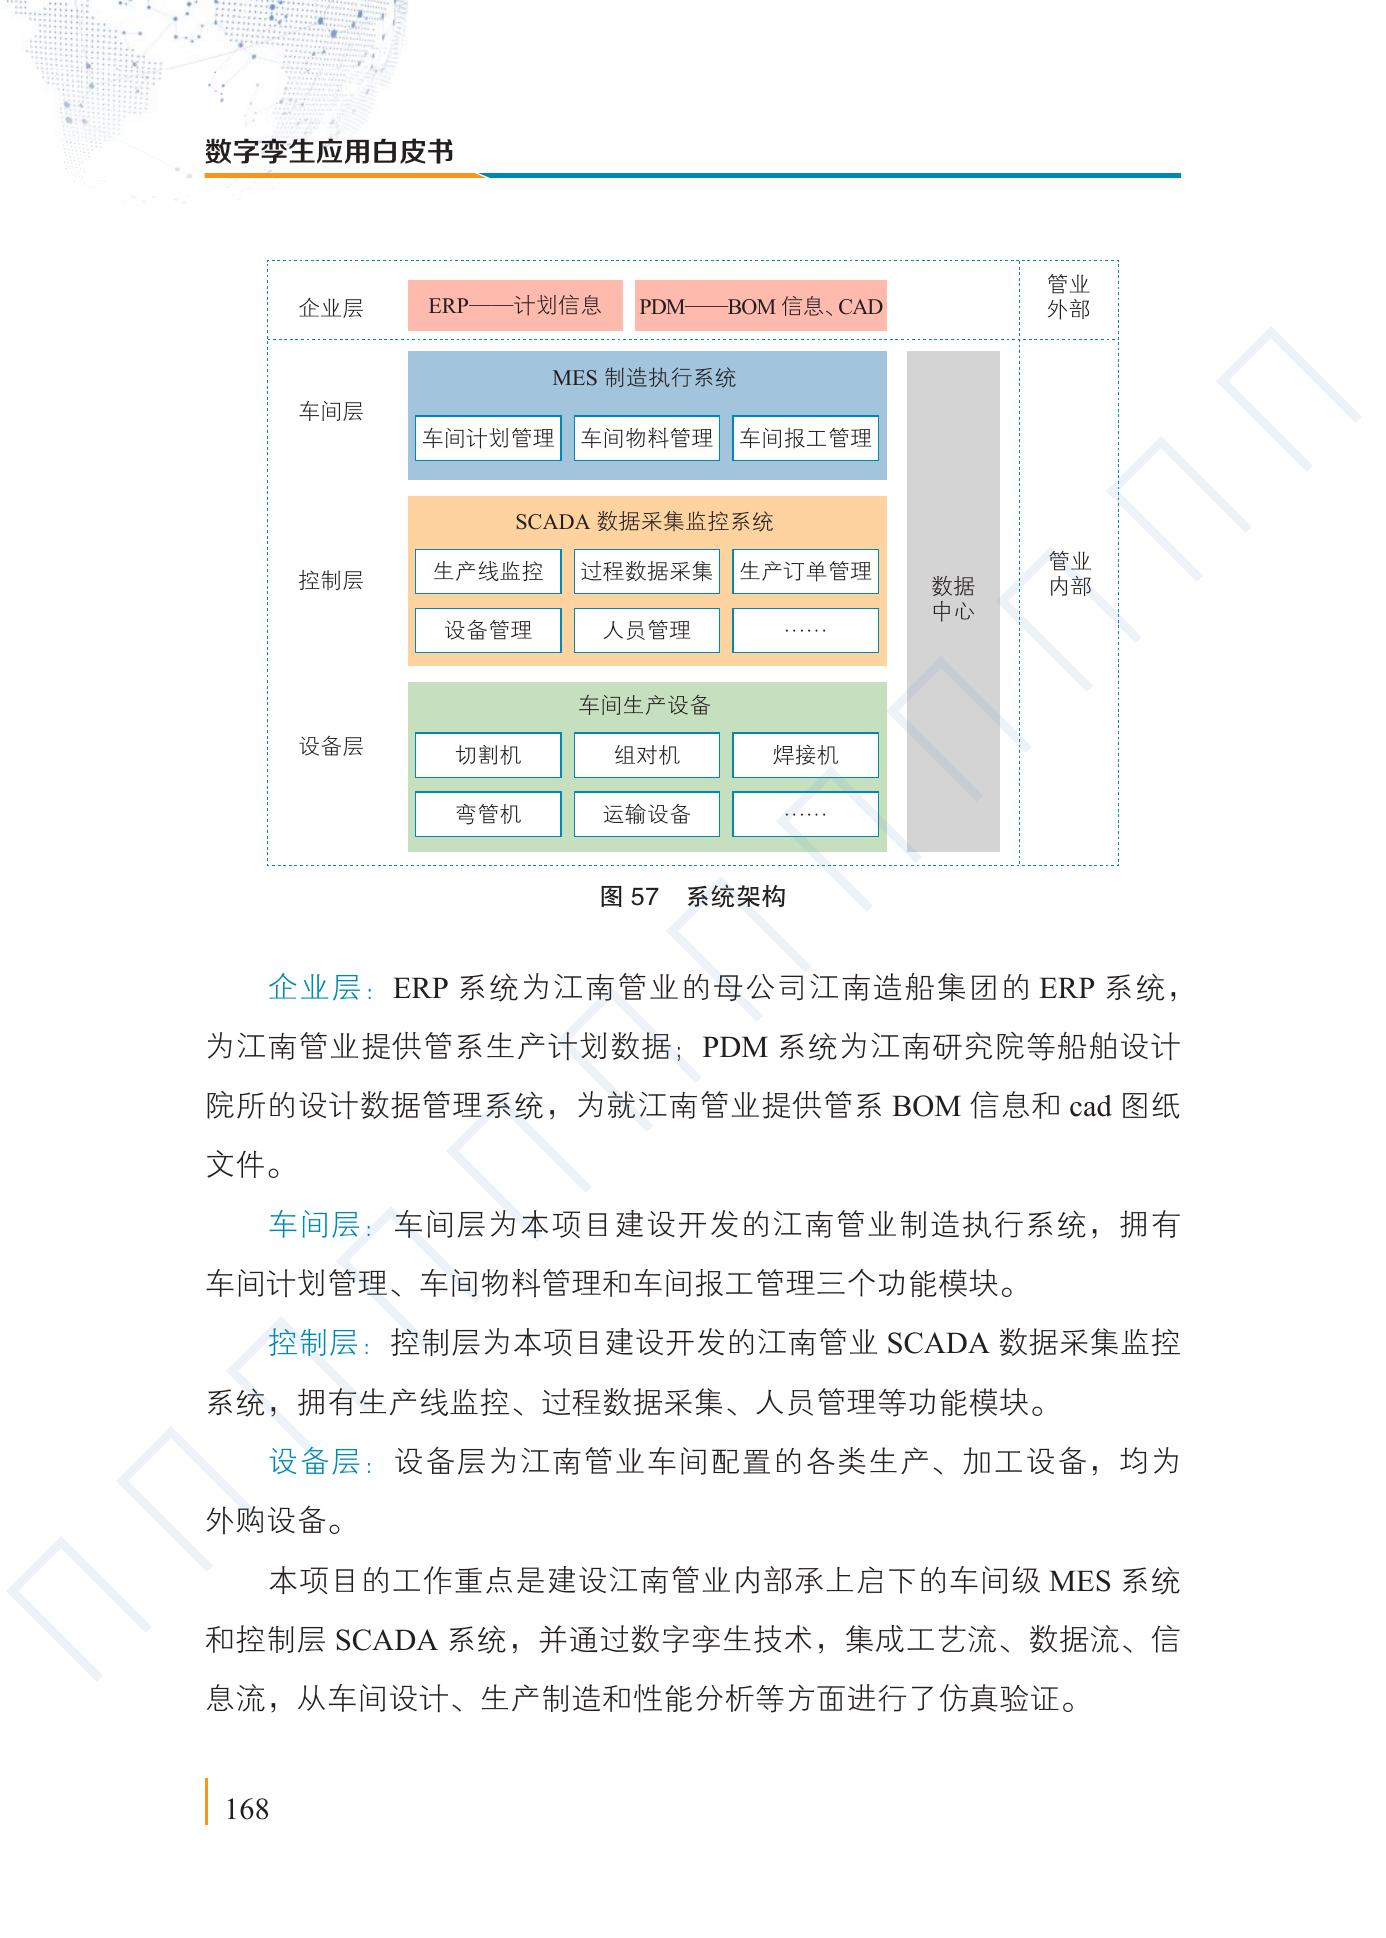 数字孪生应用白皮书
企业层
ERP——计划信息
PDM——BOM 信息、CAD
管业
外部
车间层
MES 制造执行系统
车间计划管理
车间物料管理
车间报工管理
控制层
SCADA 数据采集监控系统
生产线监控
过程数据采集
生产订单管理
设备管理
人员管理
……
设备层
车间生产设备
切割机
组对机
焊接机
弯管机
运输设备
……
数据
中心
管业
内部
图 57 系统架构
企业层：ERP 系统为江南管业的母公司江南造船集团的 ERP 系统，
为江南管业提供管系生产计划数据；PDM 系统为江南研究院等船舶设计
院所的设计数据管理系统，为就江南管业提供管系 BOM 信息和 cad 图纸
文件。
车间层：车间层为本项目建设开发的江南管业制造执行系统，拥有
车间计划管理、车间物料管理和车间报工管理三个功能模块。
控制层：控制层为本项目建设开发的江南管业 SCADA 数据采集监控
系统，拥有生产线监控、过程数据采集、人员管理等功能模块。
设备层：设备层为江南管业车间配置的各类生产、加工设备，均为
外购设备。
本项目的工作重点是建设江南管业内部承上启下的车间级 MES 系统
和控制层 SCADA 系统，并通过数字孪生技术，集成工艺流、数据流、信
息流，从车间设计、生产制造和性能分析等方面进行了仿真验证。
168